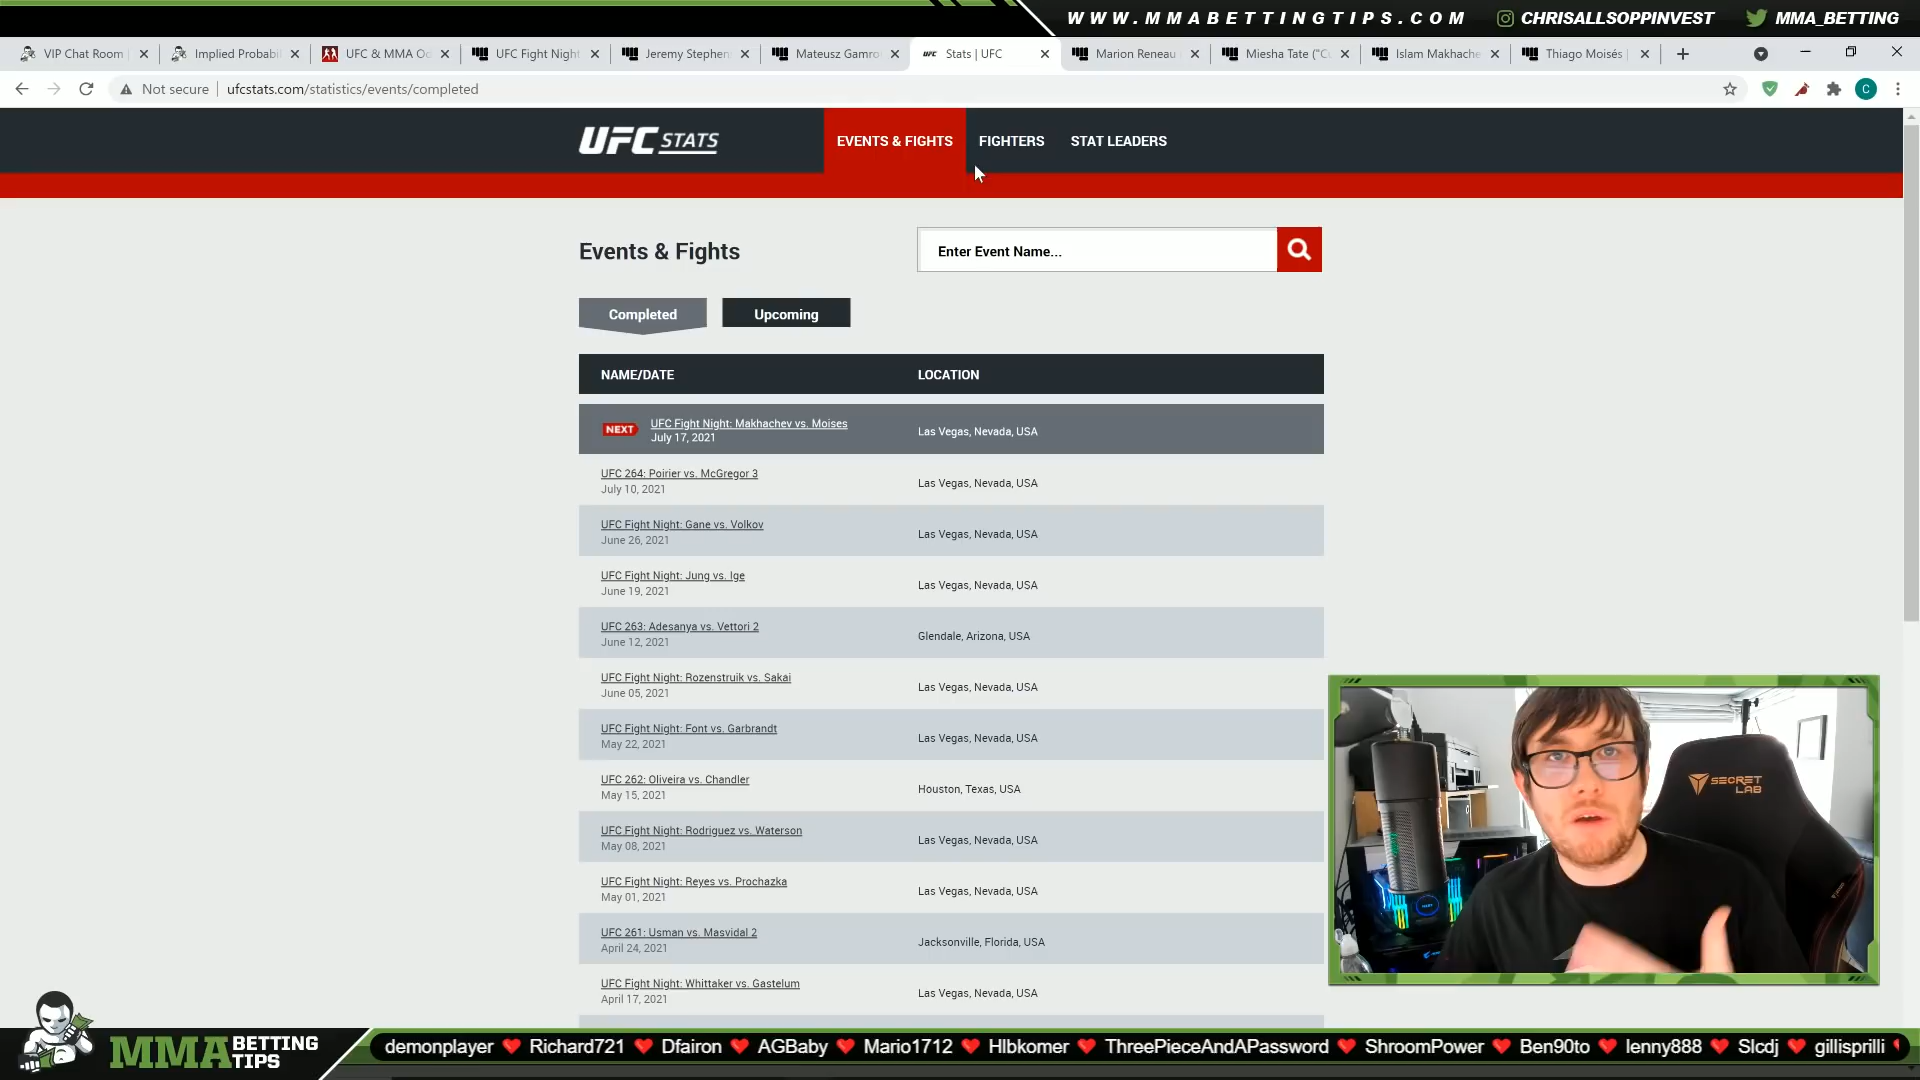 WWW.MMABETTINGTIPS.COM CHRISALLSOPPINVEST MMA_BETTING
VIP Chat Room Implied Probabil UFC & MMA Od UFC Fight Night Jeremy Stephen Mateusz Gamro Stats | UFC Marion Reneau Miesha Tate ("Cu Islam Makhache Thiago Moisés
Not secure ufcstats.com/statistics/events/completed C
UFC STATS EVENTS & FIGHTS FIGHTERS STAT LEADERS
Events & Fights Enter Event Name...
Completed Upcoming
NAME/DATE LOCATION
NEXT UFC Fight Night: Makhachev vs. Moises
July 17, 2021 Las Vegas, Nevada, USA
UFC 264: Poirier vs. McGregor 3
July 10, 2021 Las Vegas, Nevada, USA
UFC Fight Night: Gane vs. Volkov
June 26, 2021 Las Vegas, Nevada, USA
UFC Fight Night: Jung vs. Ige
June 19, 2021 Las Vegas, Nevada, USA
UFC 263: Adesanya vs. Vettori 2
June 12, 2021 Glendale, Arizona, USA
UFC Fight Night: Rozenstruik vs. Sakai
June 05, 2021 Las Vegas, Nevada, USA
UFC Fight Night: Font vs. Garbrandt
May 22, 2021 Las Vegas, Nevada, USA
UFC 262: Oliveira vs. Chandler
May 15, 2021 Houston, Texas, USA
UFC Fight Night: Rodriguez vs. Waterson
May 08, 2021 Las Vegas, Nevada, USA
UFC Fight Night: Reyes vs. Prochazka
May 01, 2021 Las Vegas, Nevada, USA
UFC 261: Usman vs. Masvidal 2
April 24, 2021 Jacksonville, Florida, USA
UFC Fight Night: Whittaker vs. Gastelum
April 17, 2021 Las Vegas, Nevada, USA
SECRET
LAB
MMA BETTING
TIPS
demonplayer Richard721 Dfairon AGBaby Mario1712 Hlbkomer ThreePieceAndAPassword ShroomPower Ben90to lenny888 Slcdj gillisprilli